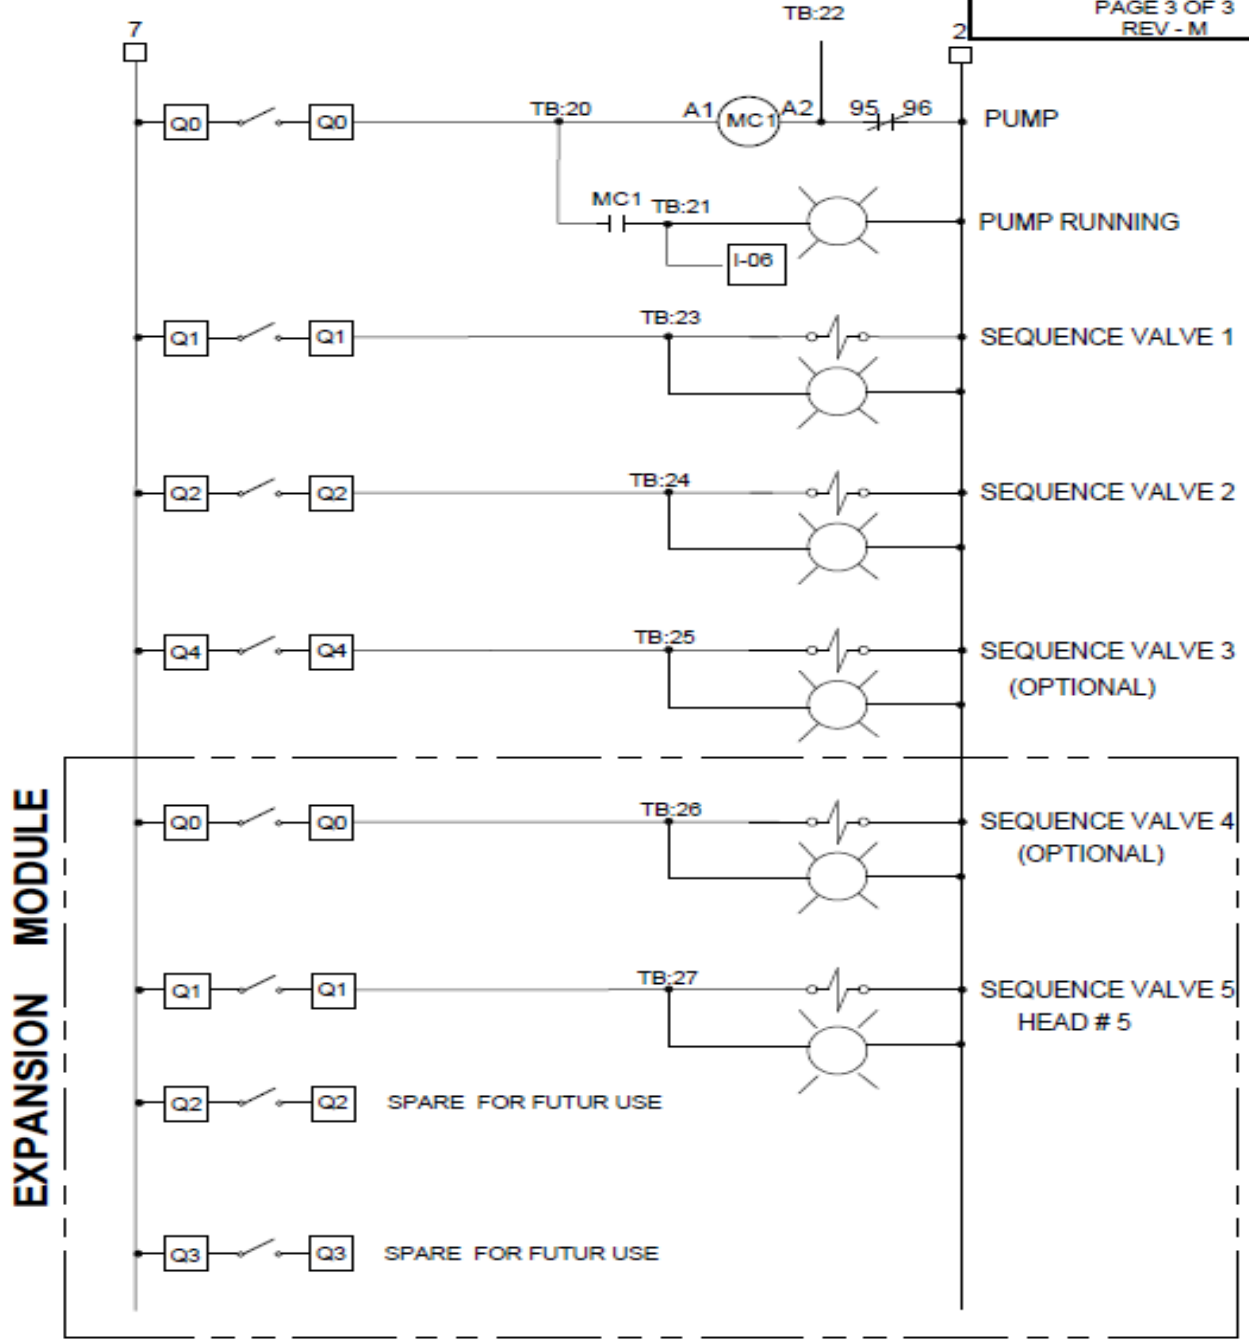 PAGE 3 OF 3
REV - M
TB:22
7
2
Q0 Q0 TB:20 A1 MC1 A2 95 96 PUMP
MC1 TB:21 PUMP RUNNING
I-06
Q1 Q1 TB:23 SEQUENCE VALVE 1
Q2 Q2 TB:24 SEQUENCE VALVE 2
Q4 Q4 TB:25 SEQUENCE VALVE 3
(OPTIONAL)
EXPANSION MODULE
Q0 Q0 TB:26 SEQUENCE VALVE 4
(OPTIONAL)
Q1 Q1 TB:27 SEQUENCE VALVE 5
HEAD # 5
Q2 Q2 SPARE FOR FUTUR USE
Q3 Q3 SPARE FOR FUTUR USE